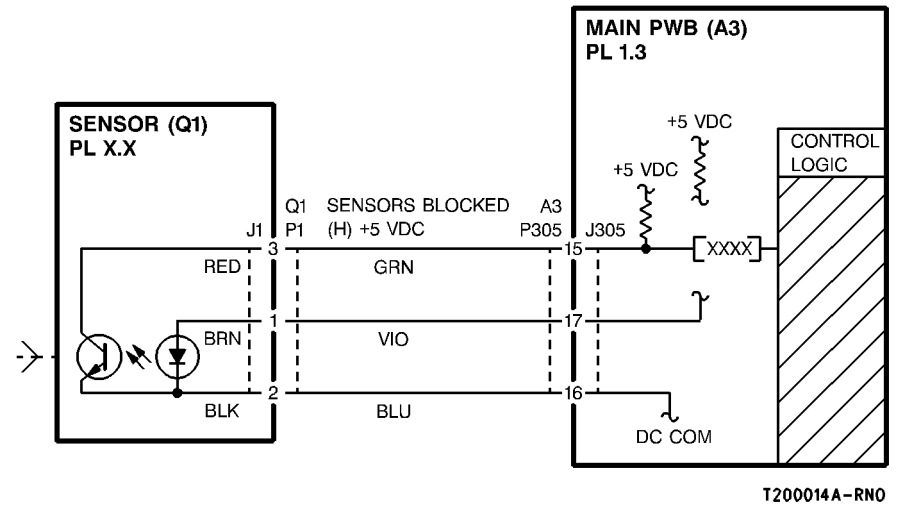 MAIN PWB (A3)
PL 1.3
SENSOR (Q1)
PL X.X
+5 VDC
+5 VDC
CONTROL
LOGIC
Q1 SENSORS BLOCKED A3
J1 P1 (H) +5 VDC P305 J305
3 15 XXXX
RED GRN
1 17
BRN VIO
2 16
BLK BLU
DC COM
T200014A-RNO